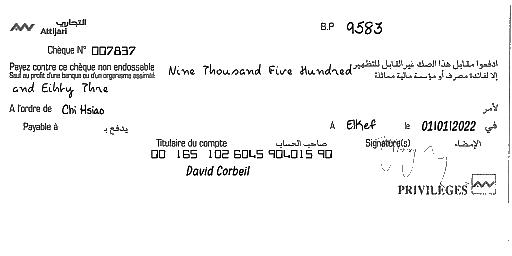 التجاري
Attijari
B.P 9583
Chèque N° 007837
Payez contre ce chèque non endossable
Sauf au profit d'une banque ou d'un organisme assimilé
Nine Thousand Five Hundred
ادفعوا مقابل هذا الصك غير القابل للتظهير
إلا لفائدة مصرف أو مؤسسة مالية مماثلة
and Eihty Thre
A l'ordre de Chi Hsiao
لأمر
Payable à
يدفع بـ
A ElKef le 01/01/2022 في
Titulaire du compte صاحب الحساب
Signature(s) الإمضاء
00 165 102 6045 904015 90
David Corbeil
PRIVILÈGES